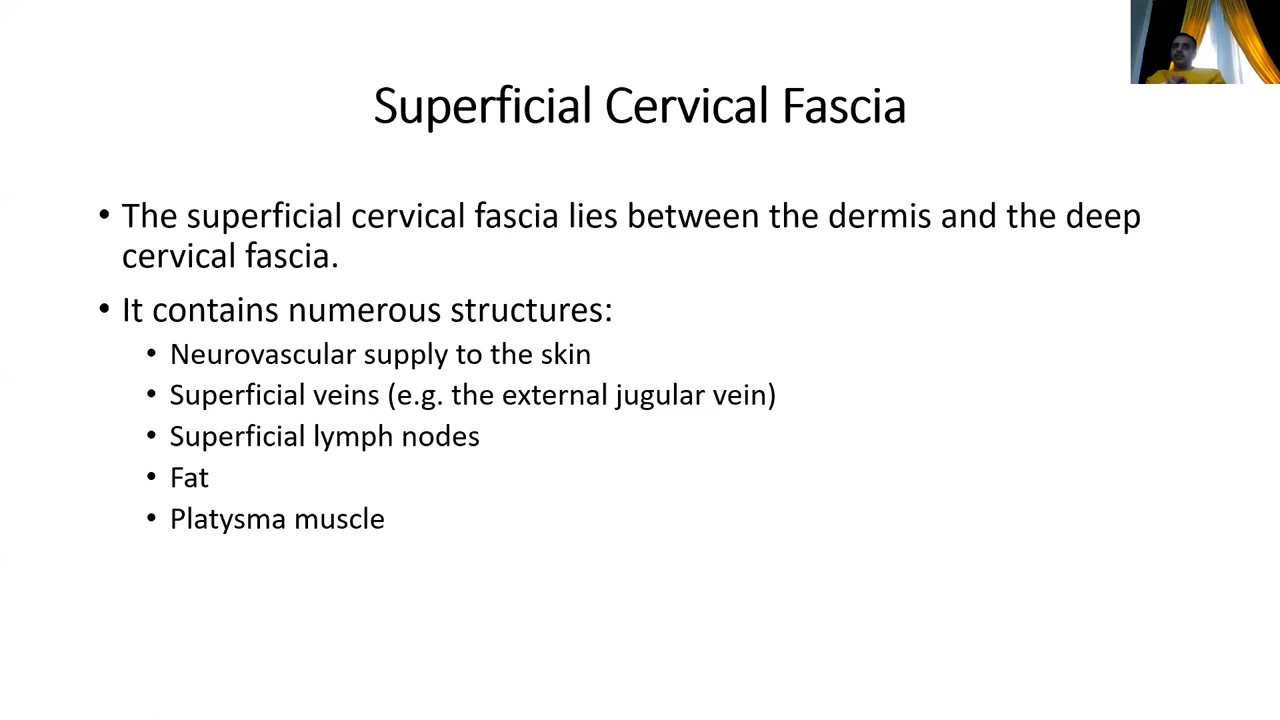 Superficial Cervical Fascia
• The superficial cervical fascia lies between the dermis and the deep
cervical fascia.
• It contains numerous structures:
• Neurovascular supply to the skin
• Superficial veins (e.g. the external jugular vein)
• Superficial lymph nodes
• Fat
• Platysma muscle